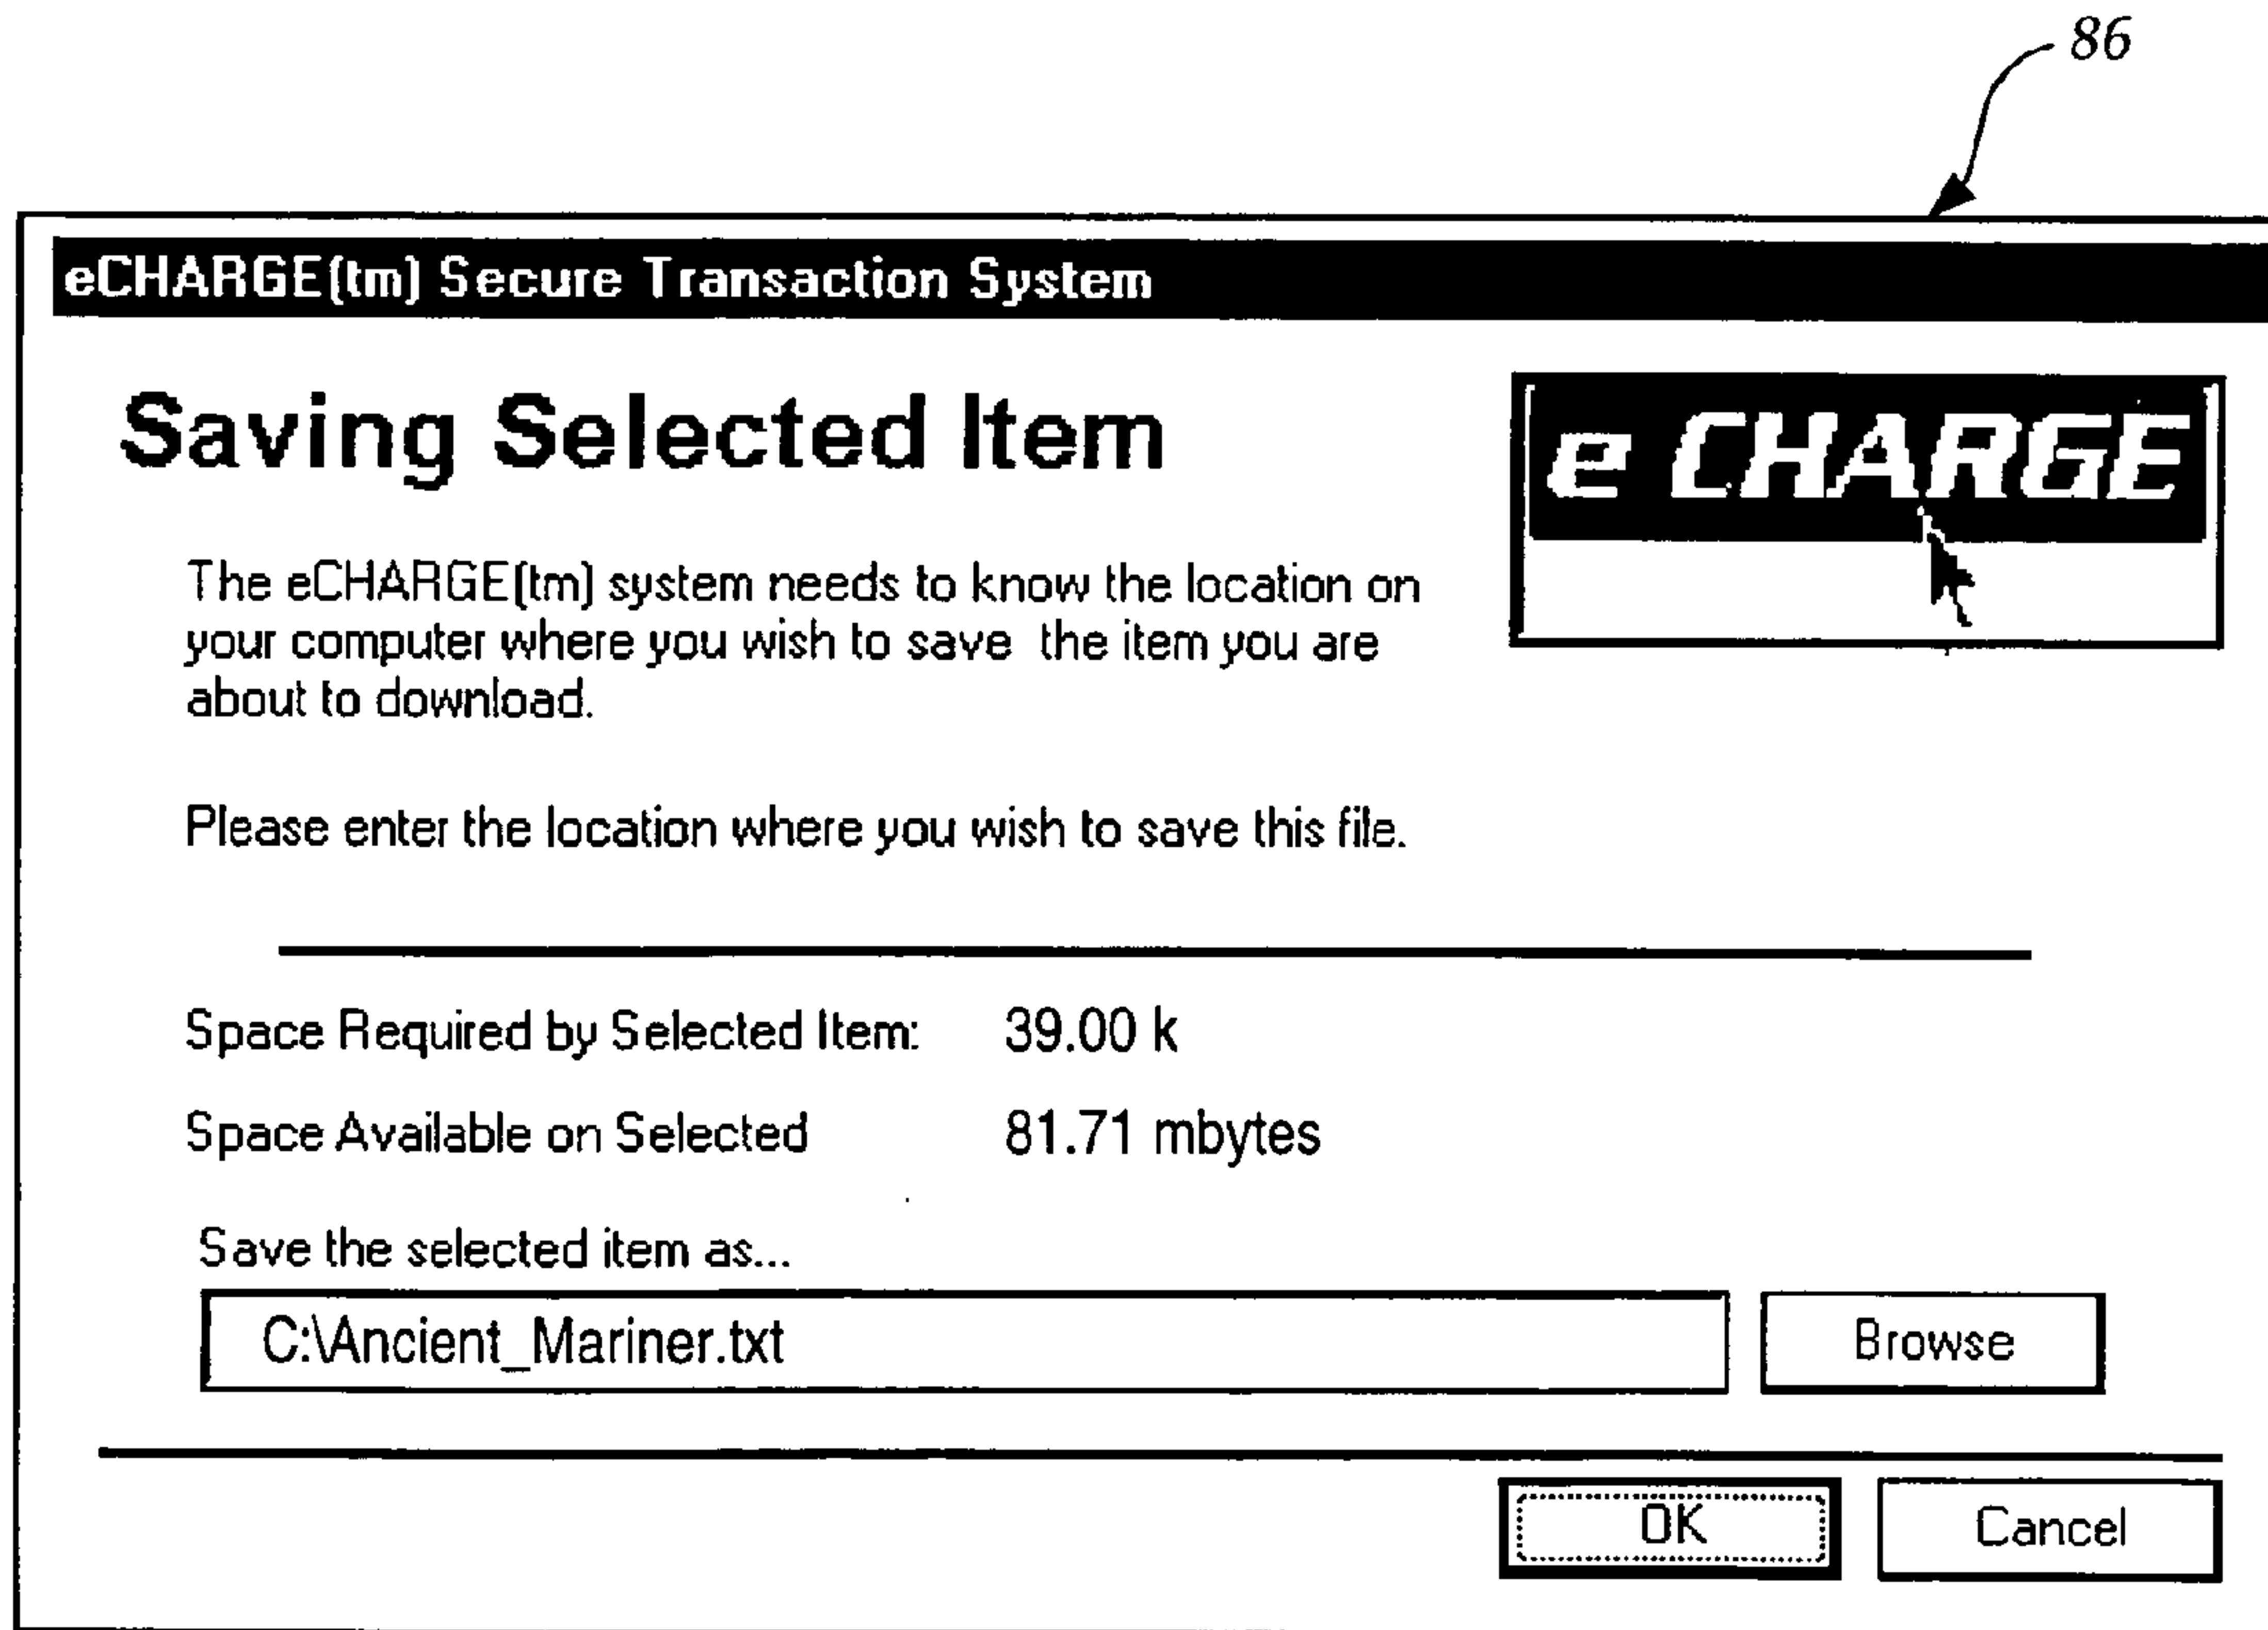 86
eCHARGE(tm) Secure Transaction System
Saving Selected Item
e CHARGE
The eCHARGE(tm) system needs to know the location on
your computer where you wish to save the item you are
about to download.
Please enter the location where you wish to save this file.
Space Required by Selected Item: 39.00 k
Space Available on Selected 81.71 mbytes
Save the selected item as...
C:\Ancient_Mariner.txt Browse
OK Cancel